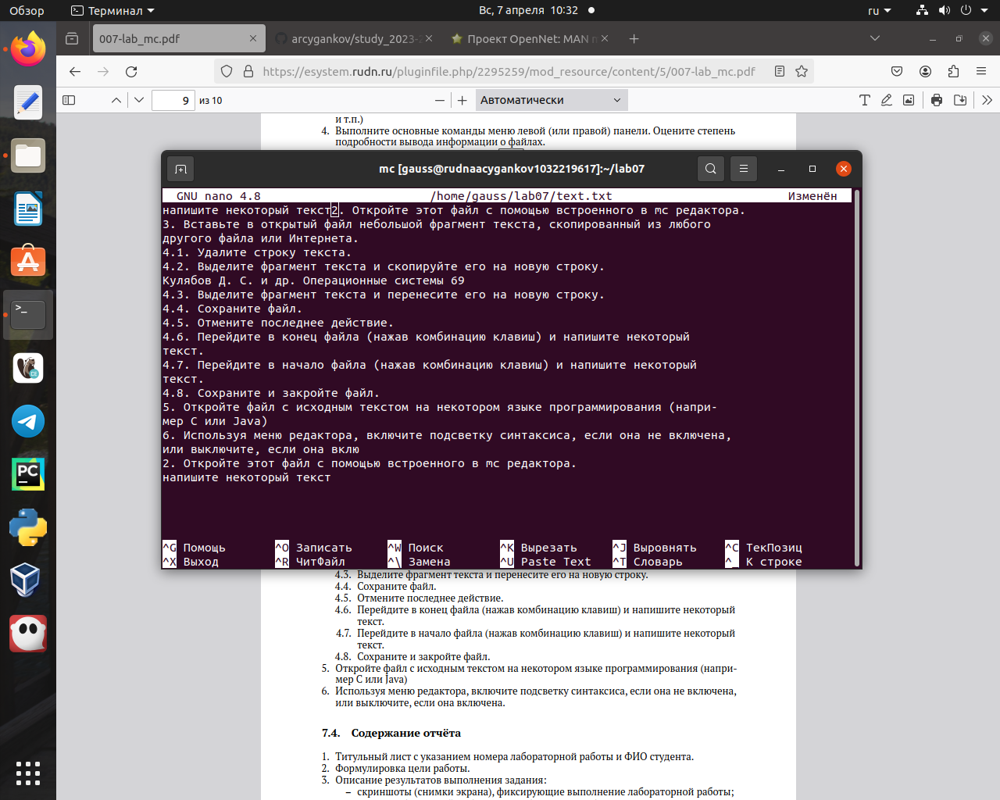 Обзор
Терминал
Вс, 7 апреля 10:32
ru
007-lab_mc.pdf
arcygankov/study_2023-2
Проект OpenNet: MAN m
https://esystem.rudn.ru/pluginfile.php/2295259/mod_resource/content/5/007-lab_mc.pdf
9
из 10
Автоматически
и т.п.)
4. Выполните основные команды меню левой (или правой) панели. Оцените степень
подробности вывода информации о файлах.
mc [gauss@rudnaacygankov1032219617]:~/lab07
GNU nano 4.8 /home/gauss/lab07/text.txt Изменён
напишите некоторый текст2. Откройте этот файл с помощью встроенного в mc редактора.
3. Вставьте в открытый файл небольшой фрагмент текста, скопированный из любого
другого файла или Интернета.
4.1. Удалите строку текста.
4.2. Выделите фрагмент текста и скопируйте его на новую строку.
Кулябов Д. С. и др. Операционные системы 69
4.3. Выделите фрагмент текста и перенесите его на новую строку.
4.4. Сохраните файл.
4.5. Отмените последнее действие.
4.6. Перейдите в конец файла (нажав комбинацию клавиш) и напишите некоторый
текст.
4.7. Перейдите в начало файла (нажав комбинацию клавиш) и напишите некоторый
текст.
4.8. Сохраните и закройте файл.
5. Откройте файл с исходным текстом на некотором языке программирования (напри-
мер C или Java)
6. Используя меню редактора, включите подсветку синтаксиса, если она не включена,
или выключите, если она вклю
2. Откройте этот файл с помощью встроенного в mc редактора.
напишите некоторый текст
^G Помощь ^O Записать ^W Поиск ^K Вырезать ^J Выровнять ^C ТекПозиц
^X Выход ^R ЧитФайл ^\ Замена ^U Paste Text ^T Словарь ^_ К строке
4.3. Выделите фрагмент текста и перенесите его на новую строку.
4.4. Сохраните файл.
4.5. Отмените последнее действие.
4.6. Перейдите в конец файла (нажав комбинацию клавиш) и напишите некоторый
текст.
4.7. Перейдите в начало файла (нажав комбинацию клавиш) и напишите некоторый
текст.
4.8. Сохраните и закройте файл.
5. Откройте файл с исходным текстом на некотором языке программирования (напри-
мер C или Java)
6. Используя меню редактора, включите подсветку синтаксиса, если она не включена,
или выключите, если она включена.
7.4. Содержание отчёта
1. Титульный лист с указанием номера лабораторной работы и ФИО студента.
2. Формулировка цели работы.
3. Описание результатов выполнения задания:
– скриншоты (снимки экрана), фиксирующие выполнение лабораторной работы;
>_
CE
PC